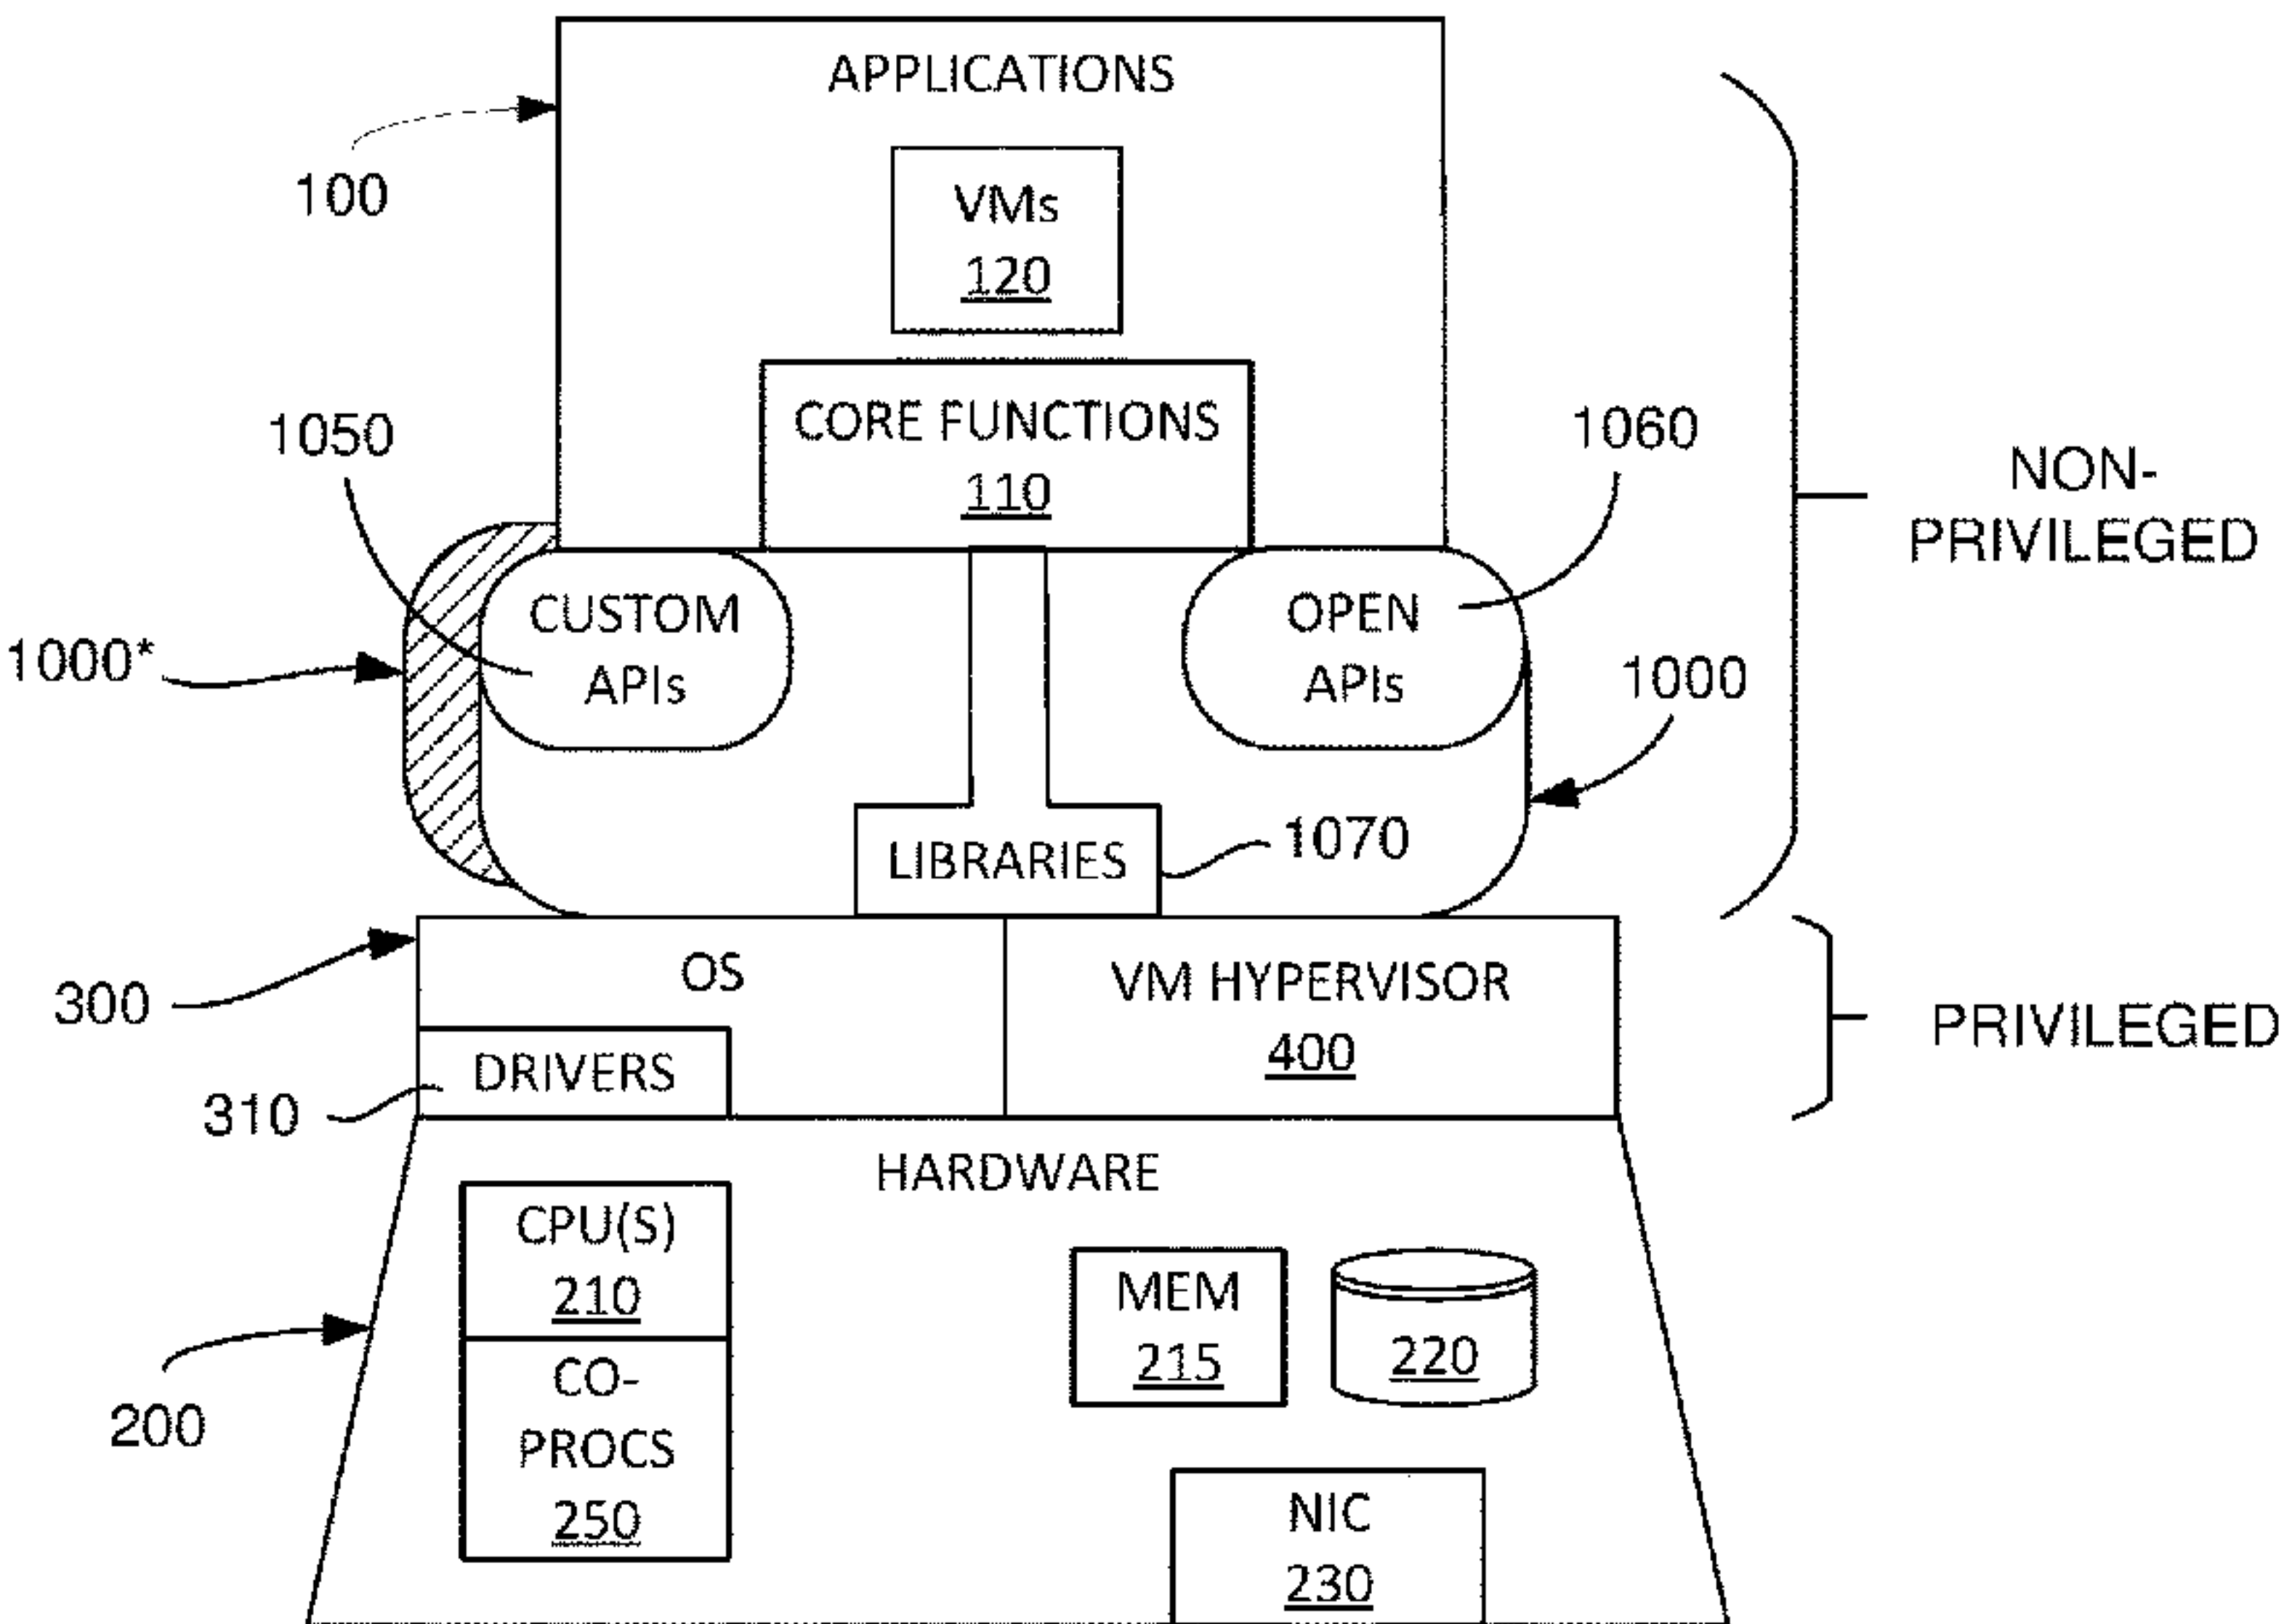 APPLICATIONS
100
VMs
120
CORE FUNCTIONS
110
1050
1060
NON-
PRIVILEGED
CUSTOM
APIs
OPEN
APIs
1000*
1000
LIBRARIES
1070
300
OS
VM HYPERVISOR
400
PRIVILEGED
DRIVERS
310
HARDWARE
CPU(S)
210
CO-
PROCS
250
MEM
215
220
200
NIC
230